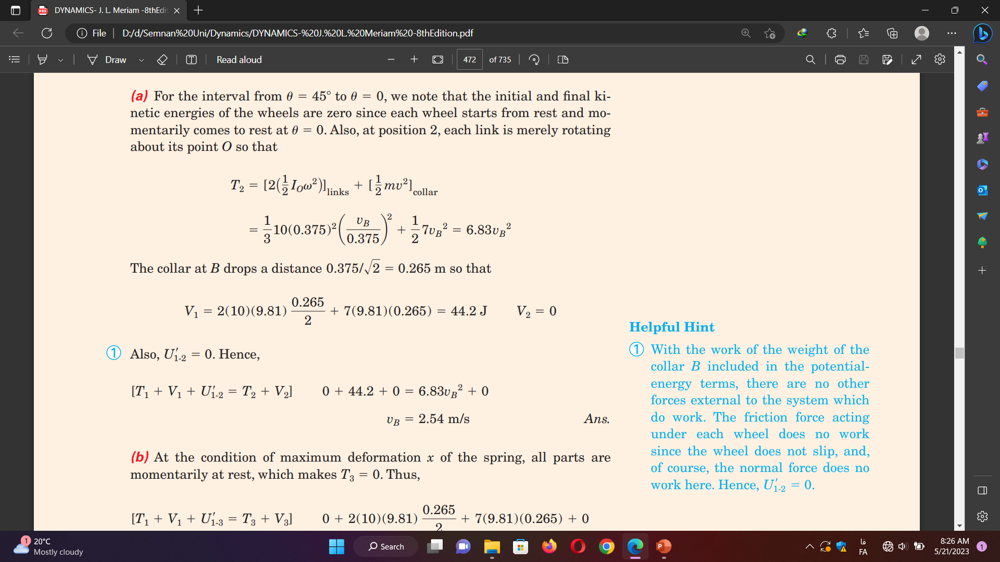 DYNAMICS- J. L. Meriam -8thEdi
File D:/d/Semnan%20Uni/Dynamics/DYNAMICS-%20J.%20L.%20Meriam%20-8thEdition.pdf
Draw Read aloud 472 of 735
(a) For the interval from θ = 45° to θ = 0, we note that the initial and final ki-
netic energies of the wheels are zero since each wheel starts from rest and mo-
mentarily comes to rest at θ = 0. Also, at position 2, each link is merely rotating
about its point O so that
T₂ = [2(½ I_Oω²)]_links + [½ mv²]_collar
= 1/3 10(0.375)² (v_B/0.375)² + 1/2 7v_B² = 6.83v_B²
The collar at B drops a distance 0.375/√2 = 0.265 m so that
V₁ = 2(10)(9.81) 0.265/2 + 7(9.81)(0.265) = 44.2 J V₂ = 0
① Also, U′₁₋₂ = 0. Hence,
[T₁ + V₁ + U′₁₋₂ = T₂ + V₂] 0 + 44.2 + 0 = 6.83v_B² + 0
v_B = 2.54 m/s Ans.
(b) At the condition of maximum deformation x of the spring, all parts are
momentarily at rest, which makes T₃ = 0. Thus,
[T₁ + V₁ + U′₁₋₃ = T₃ + V₃] 0 + 2(10)(9.81) 0.265/2 + 7(9.81)(0.265) + 0
Helpful Hint
① With the work of the weight of the
collar B included in the potential-
energy terms, there are no other
forces external to the system which
do work. The friction force acting
under each wheel does no work
since the wheel does not slip, and,
of course, the normal force does no
work here. Hence, U′₁₋₂ = 0.
1
20°C
Mostly cloudy
Search
فا
FA
8:26 AM
5/21/2023
1